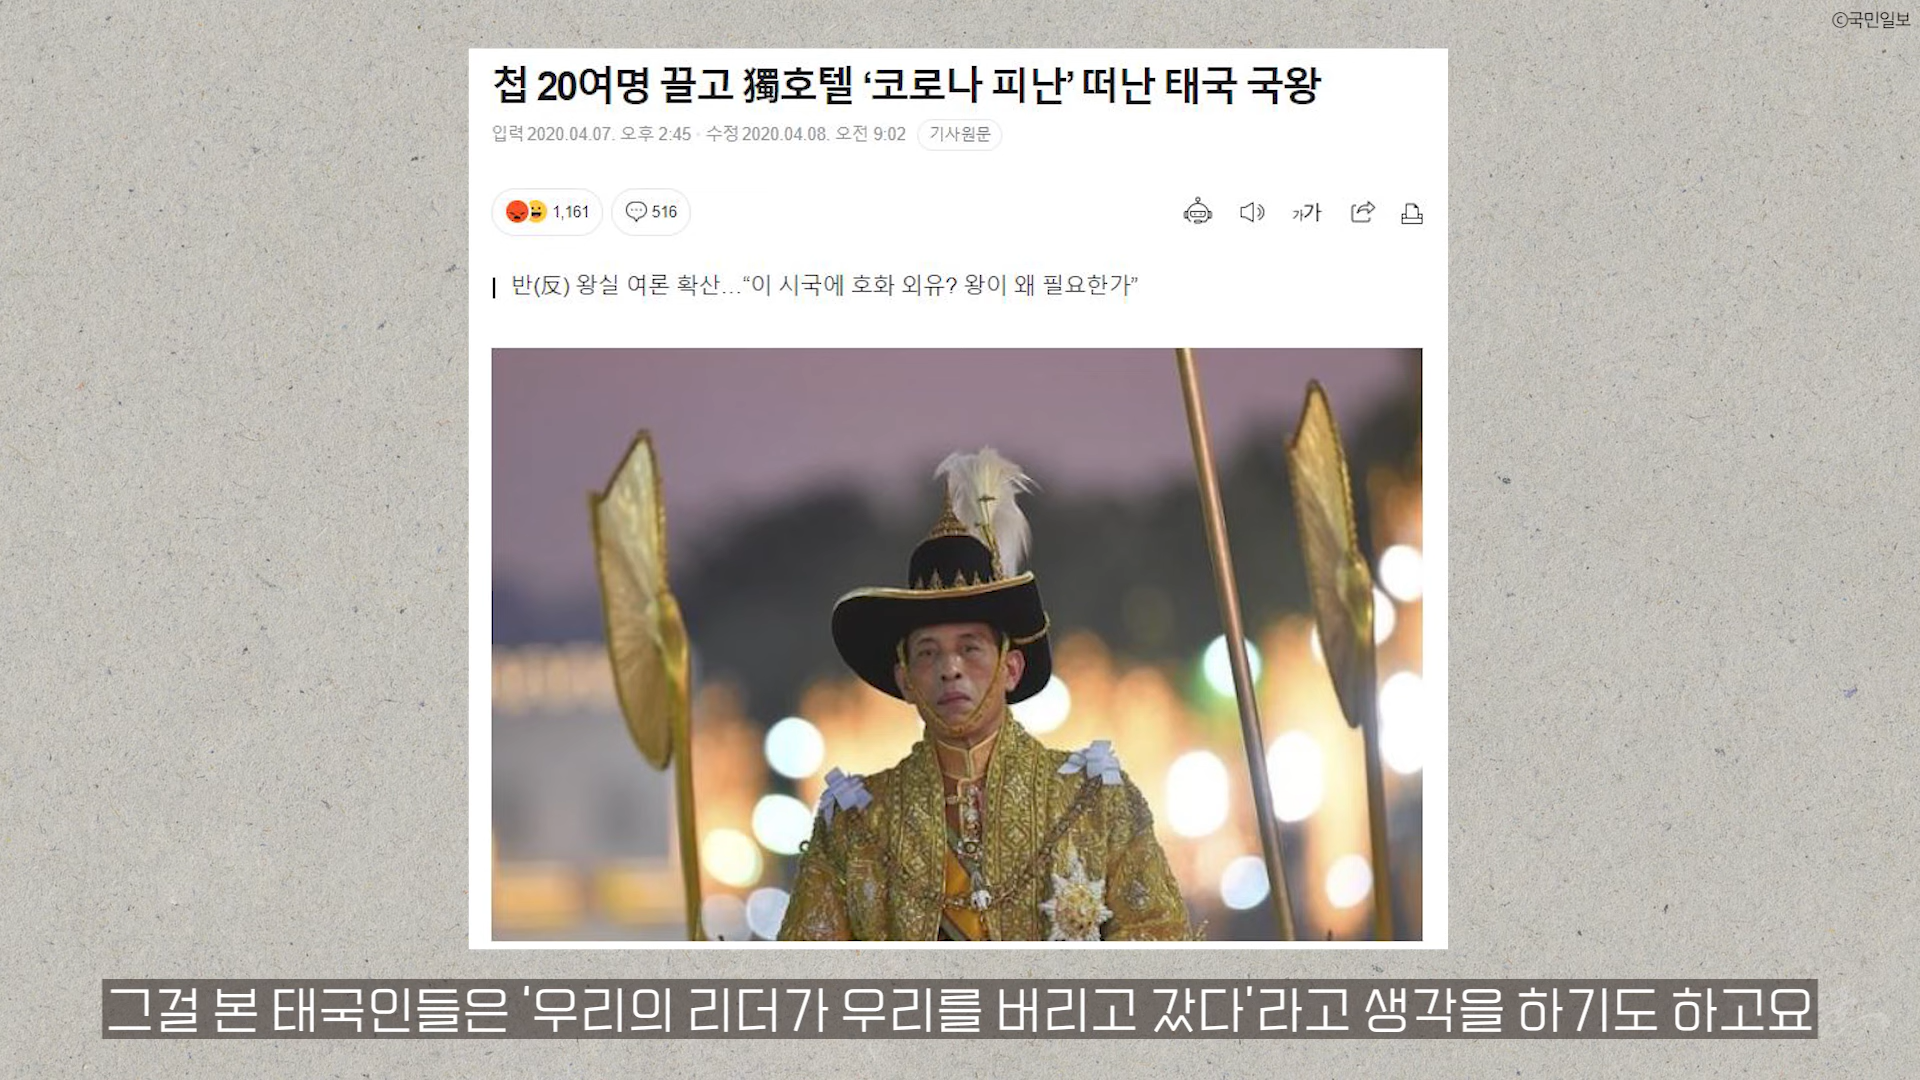 ⓒ국민일보
첩 20여명 끌고 獨호텔 ‘코로나 피난’ 떠난 태국 국왕
입력 2020.04.07. 오후 2:45 · 수정 2020.04.08. 오전 9:02 기사원문
1,161 516 가가
반(反) 왕실 여론 확산…“이 시국에 호화 외유? 왕이 왜 필요한가”
그걸 본 태국인들은 '우리의 리더가 우리를 버리고 갔다'라고 생각을 하기도 하고요